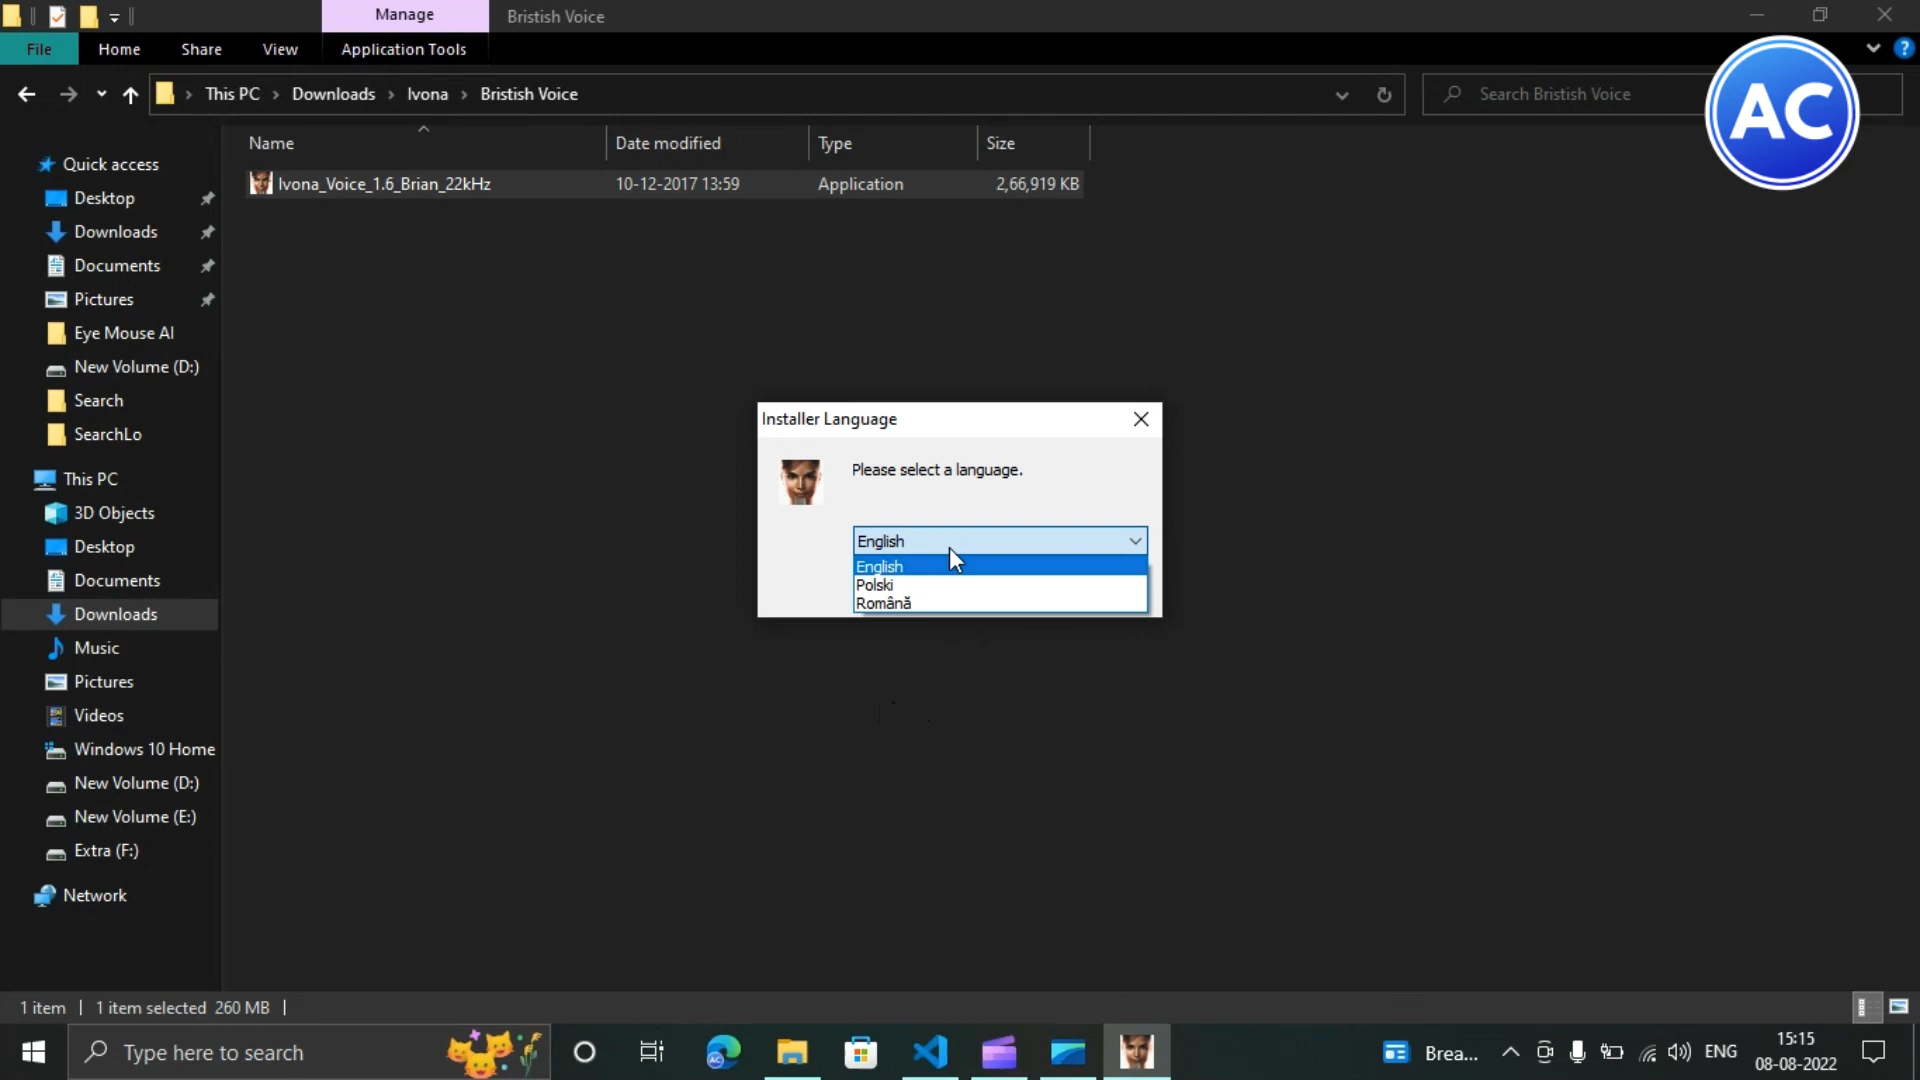 Manage
Bristish Voice
File
Home
Share
View
Application Tools
?
AC
This PC
Downloads
Ivona
Bristish Voice
Search Bristish Voice
Name
Date modified
Type
Size
Ivona_Voice_1.6_Brian_22kHz
10-12-2017 13:59
Application
2,66,919 KB
Quick access
Desktop
Downloads
Documents
Pictures
Eye Mouse AI
New Volume (D:)
Search
SearchLo
This PC
3D Objects
Desktop
Documents
Downloads
Music
Pictures
Videos
Windows 10 Home
New Volume (D:)
New Volume (E:)
Extra (F:)
Network
Installer Language
Please select a language.
English
English
Polski
Română
1 item
1 item selected 260 MB
Type here to search
AC
Brea...
ENG
15:15
08-08-2022